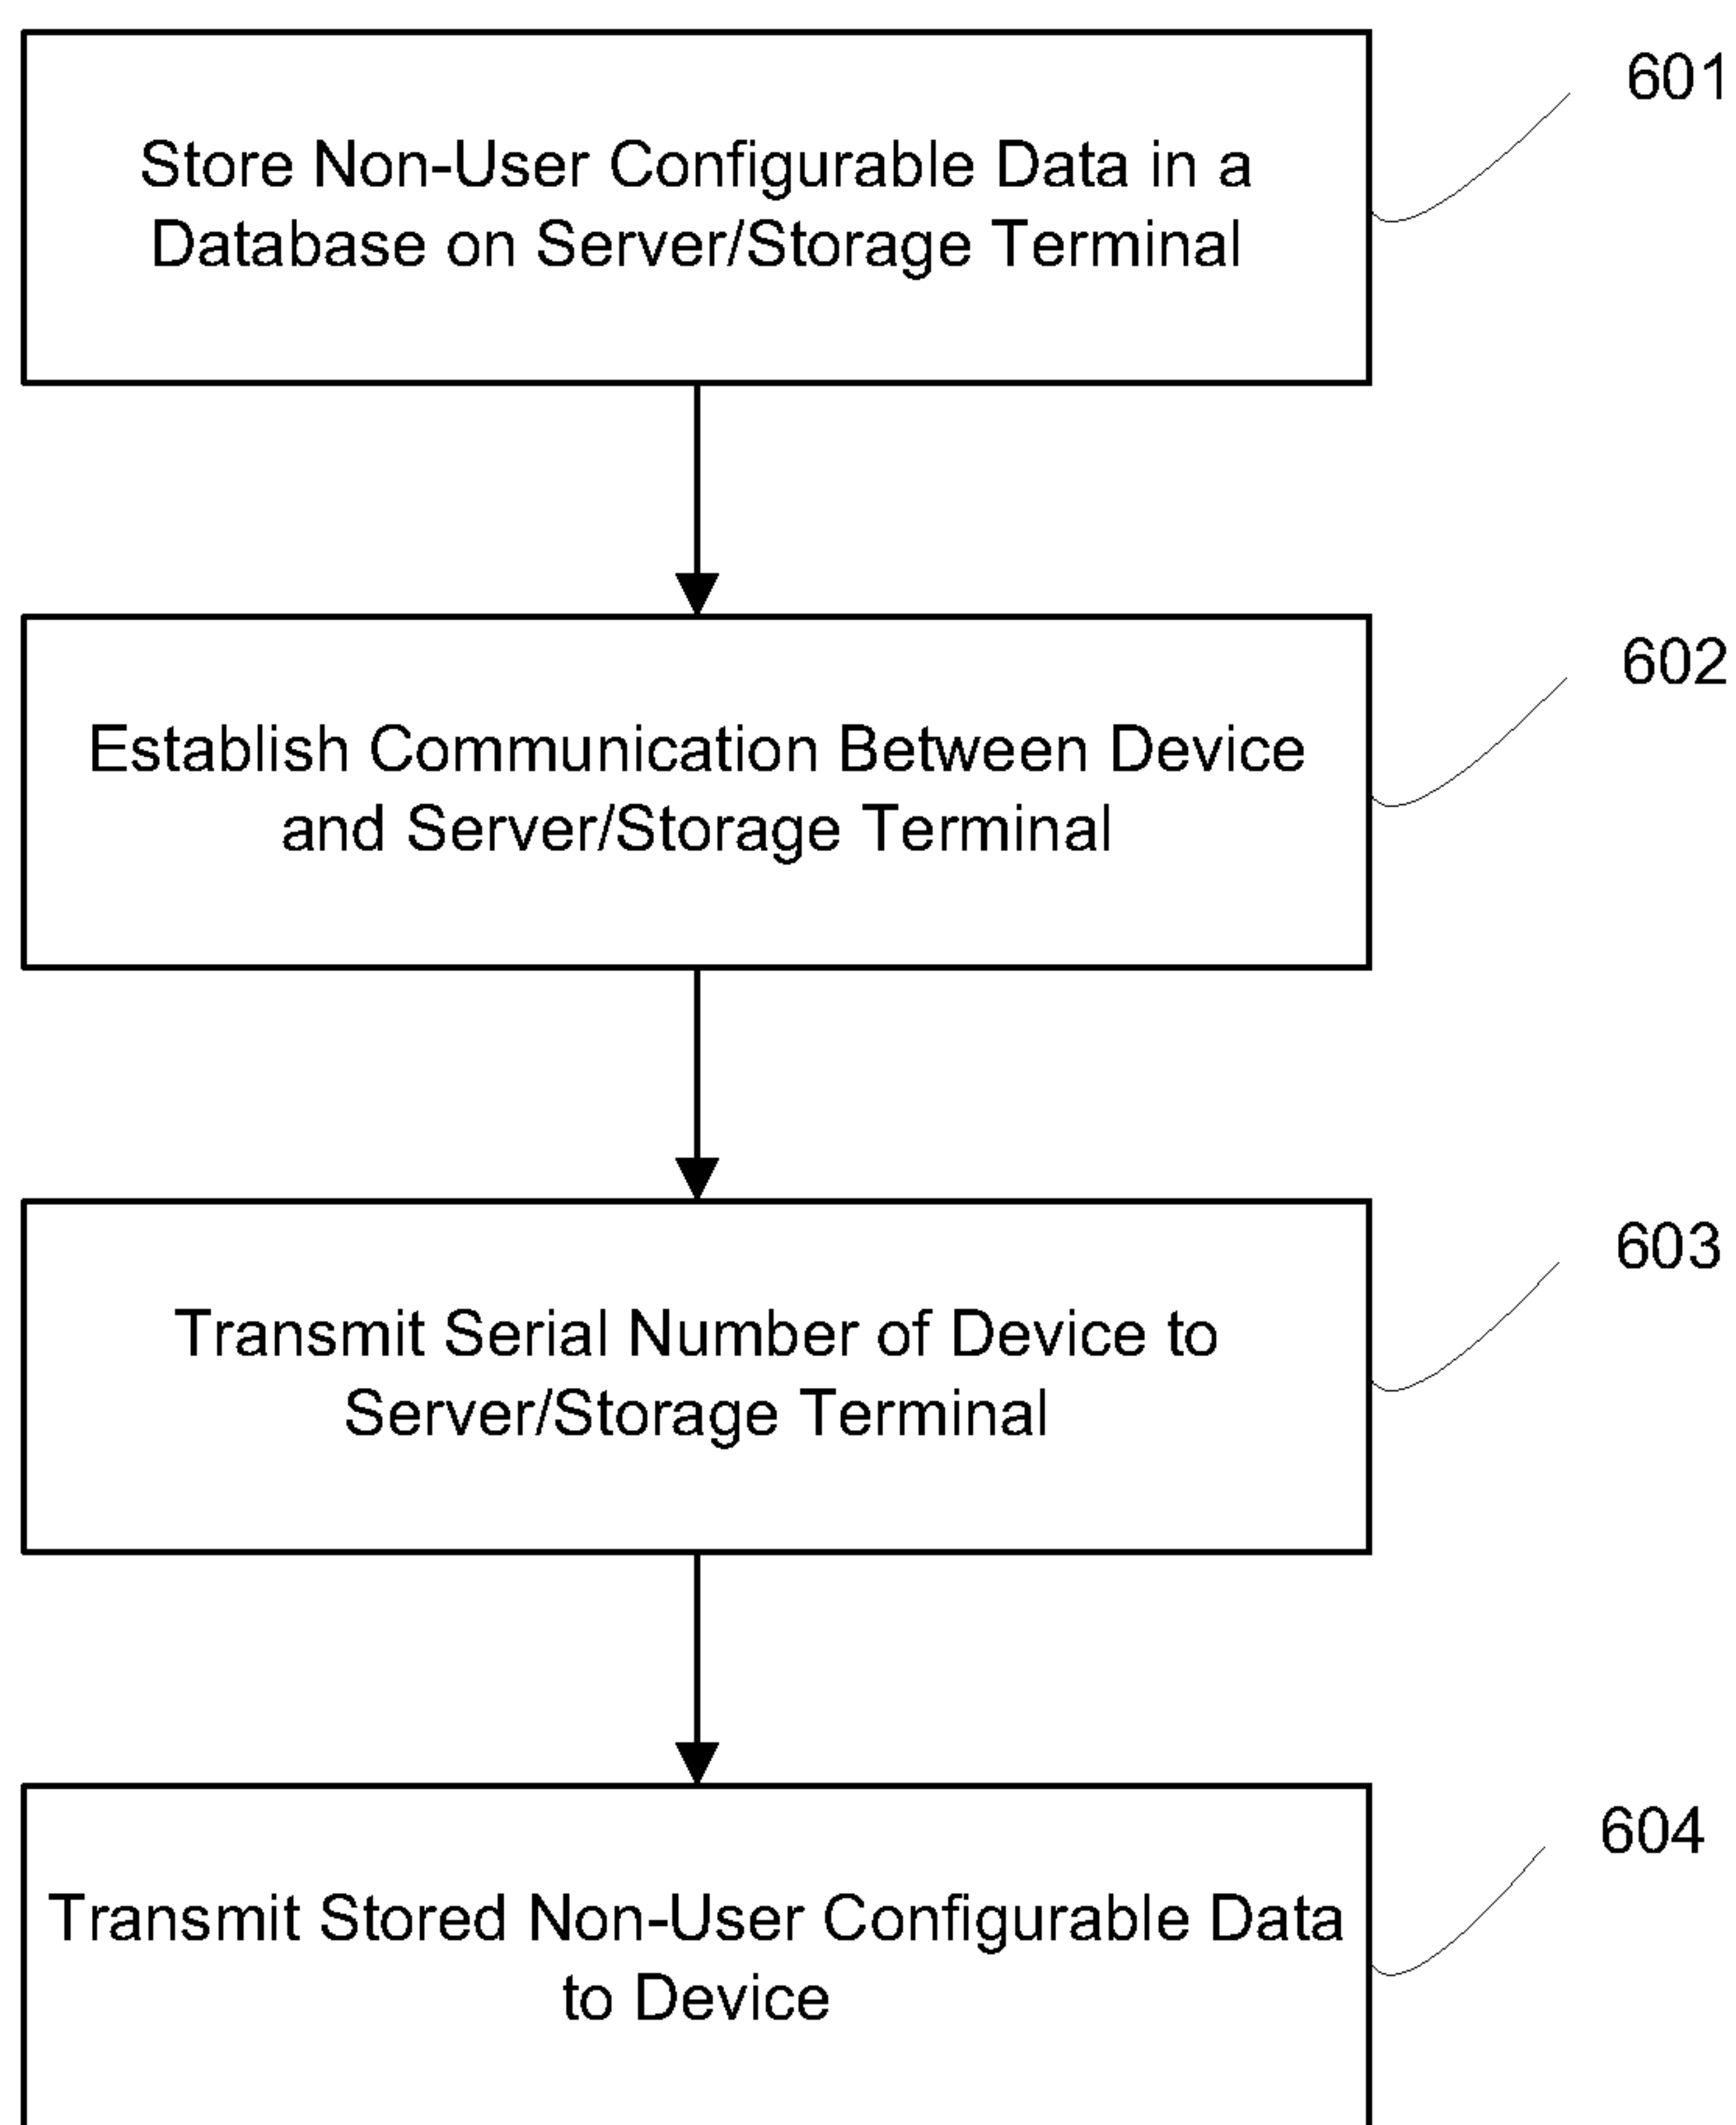 601
Store Non-User Configurable Data in a
Database on Server/Storage Terminal
602
Establish Communication Between Device
and Server/Storage Terminal
603
Transmit Serial Number of Device to
Server/Storage Terminal
604
Transmit Stored Non-User Configurable Data
to Device